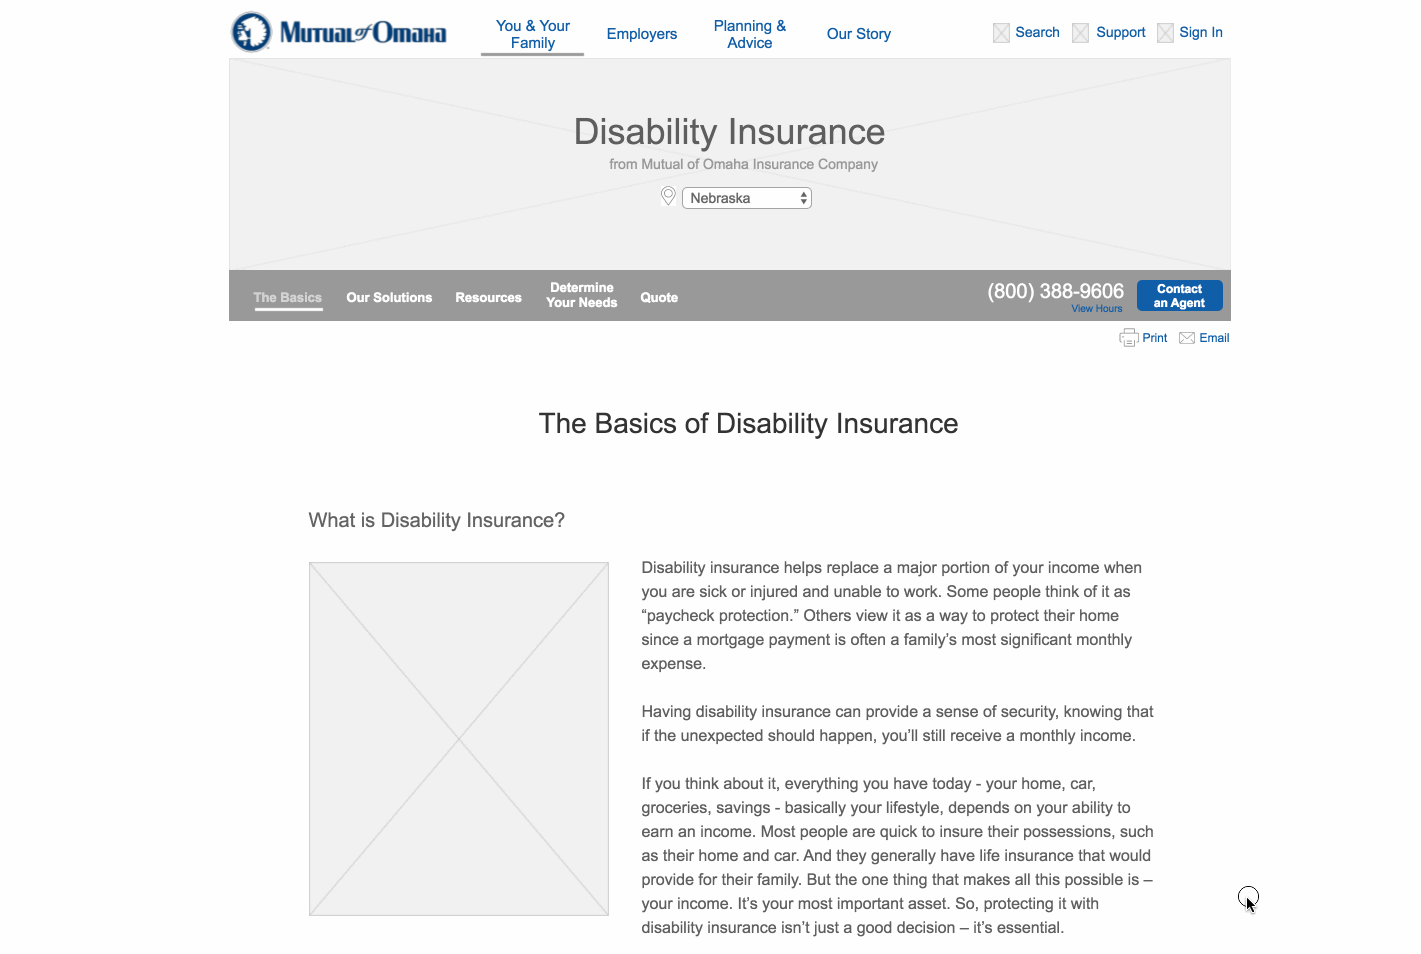 Mutual of Omaha
You & Your
Family
Employers
Planning &
Advice
Our Story
Search
Support
Sign In
Disability Insurance
from Mutual of Omaha Insurance Company
Nebraska
The Basics
Our Solutions
Resources
Determine
Your Needs
Quote
(800) 388-9606
View Hours
Contact
an Agent
Print
Email
The Basics of Disability Insurance
What is Disability Insurance?
Disability insurance helps replace a major portion of your income when
you are sick or injured and unable to work. Some people think of it as
“paycheck protection.” Others view it as a way to protect their home
since a mortgage payment is often a family’s most significant monthly
expense.
Having disability insurance can provide a sense of security, knowing that
if the unexpected should happen, you’ll still receive a monthly income.
If you think about it, everything you have today - your home, car,
groceries, savings - basically your lifestyle, depends on your ability to
earn an income. Most people are quick to insure their possessions, such
as their home and car. And they generally have life insurance that would
provide for their family. But the one thing that makes all this possible is –
your income. It’s your most important asset. So, protecting it with
disability insurance isn’t just a good decision – it’s essential.